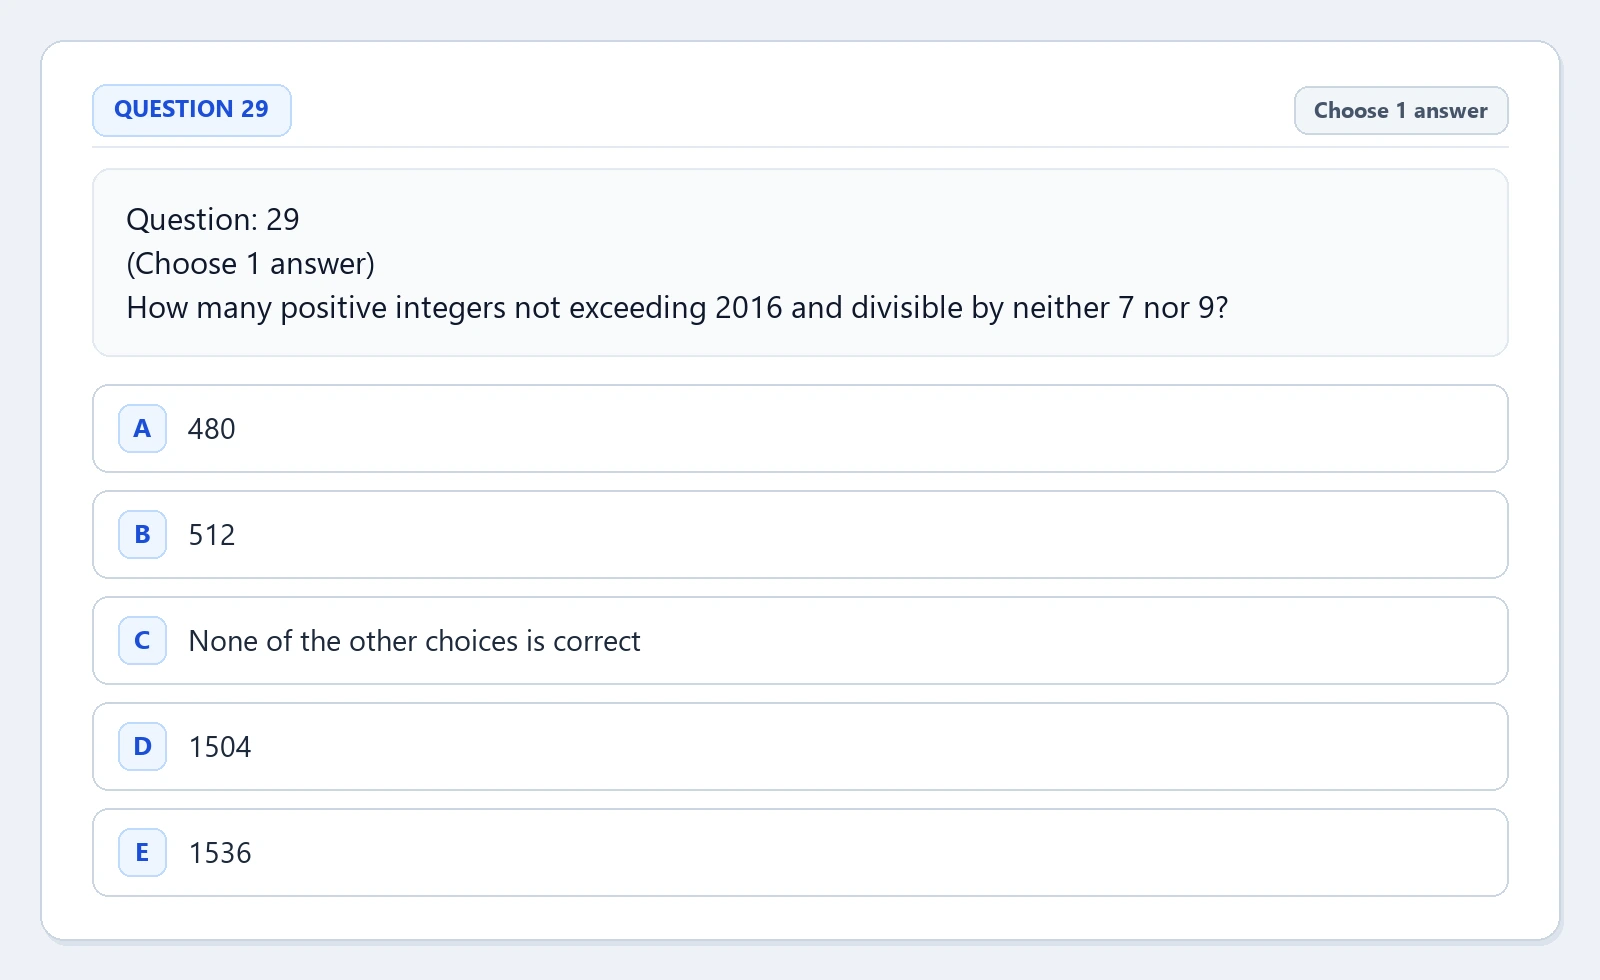 QUESTION 29
Choose 1 answer
Question: 29
(Choose 1 answer)
How many positive integers not exceeding 2016 and divisible by neither 7 nor 9?
A 480
B 512
C None of the other choices is correct
D 1504
E 1536